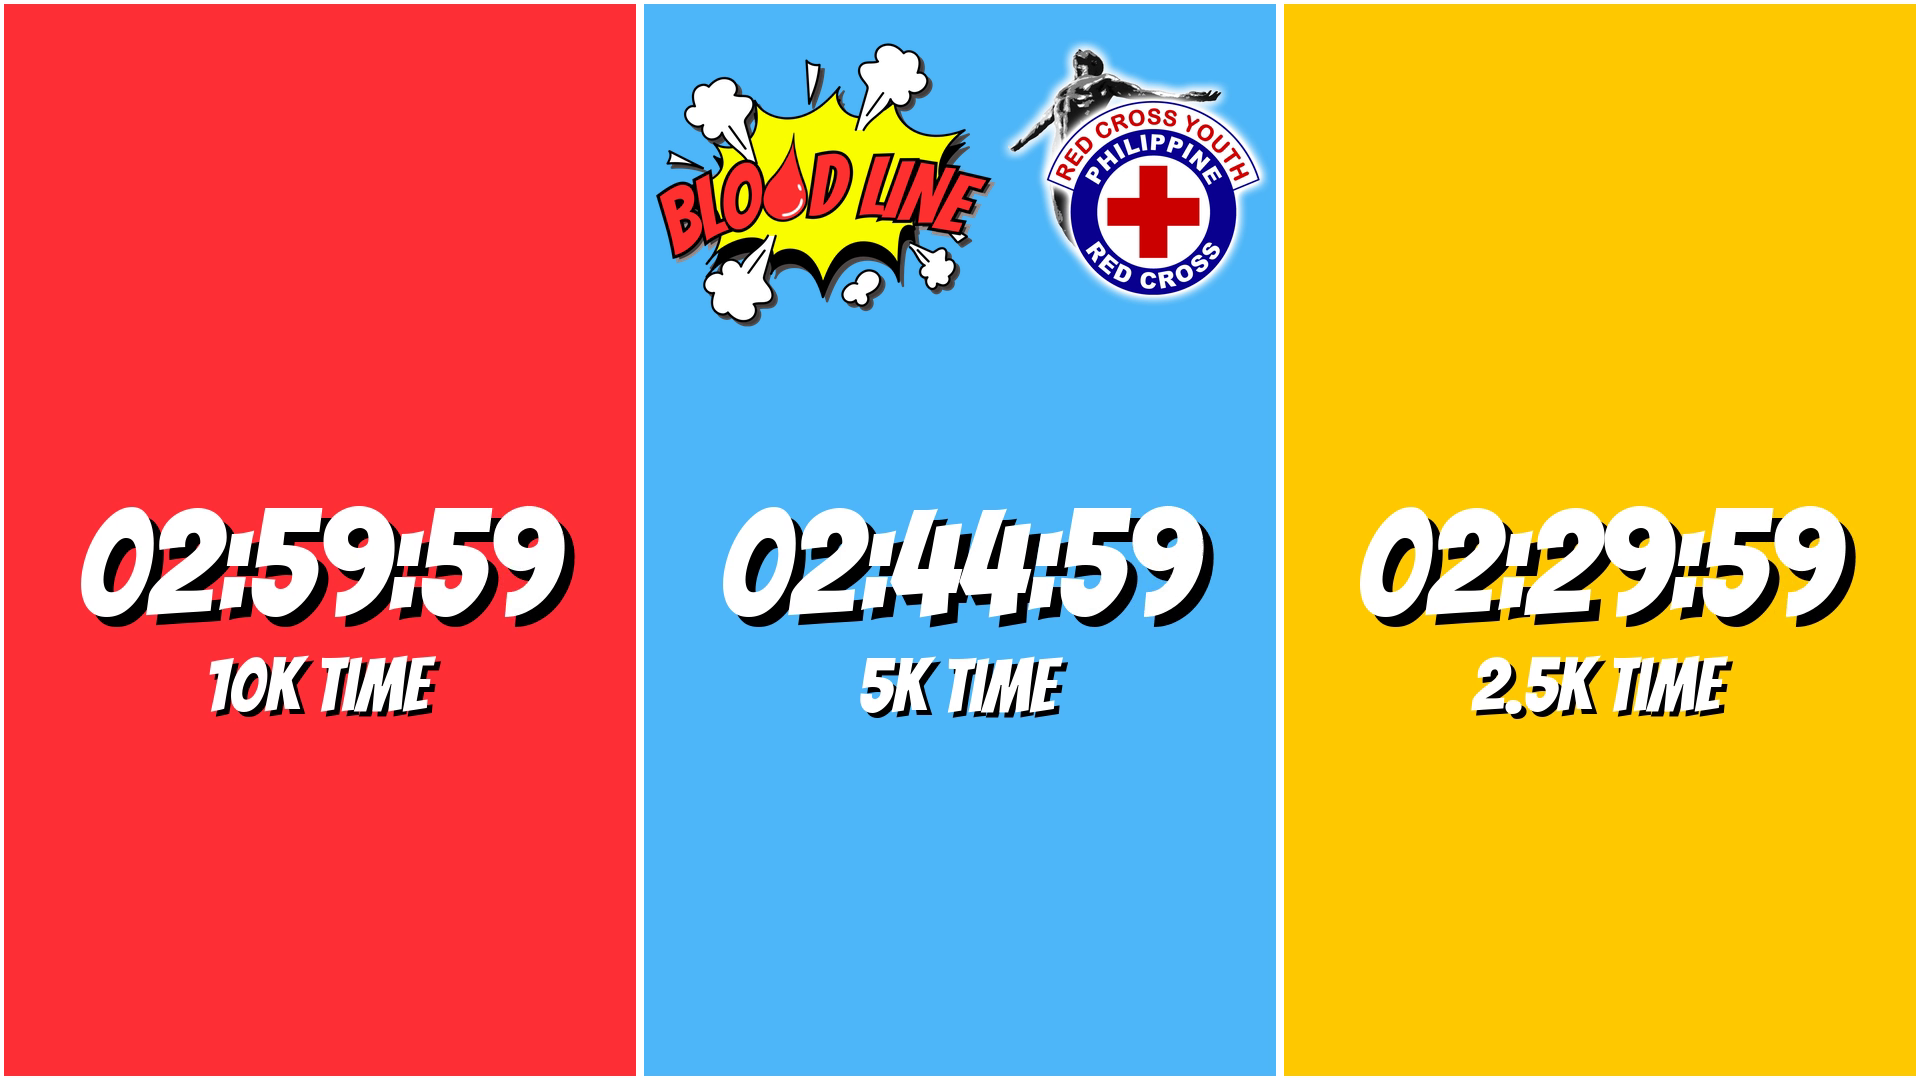 BLOOD LINE
RED CROSS YOUTH
PHILIPPINE
RED CROSS
02:59:59
10K TIME
02:44:59
5K TIME
02:29:59
2.5K TIME